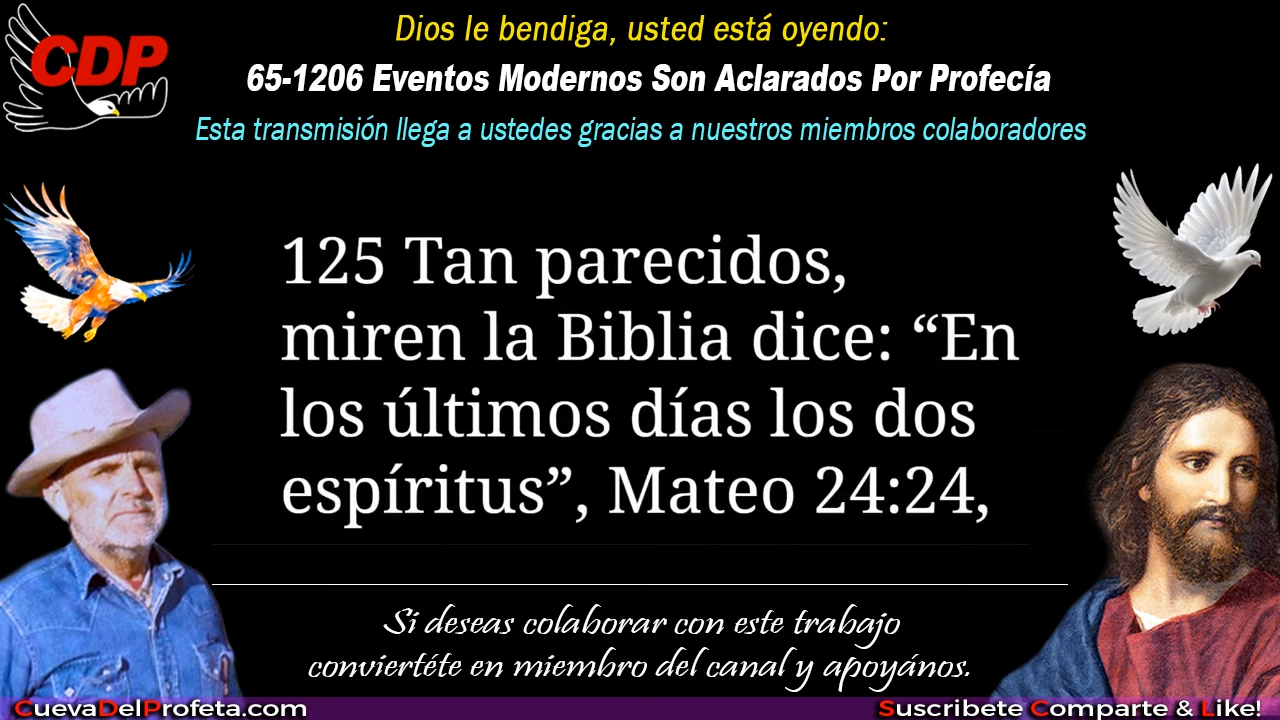 CDP
Dios le bendiga, usted está oyendo:
65-1206 Eventos Modernos Son Aclarados Por Profecía
Esta transmisión llega a ustedes gracias a nuestros miembros colaboradores
125 Tan parecidos,
miren la Biblia dice: “En
los últimos días los dos
espíritus”, Mateo 24:24,
Si deseas colaborar con este trabajo
conviertéte en miembro del canal y apoyános.
CuevaDelProfeta.com
Suscribete Comparte & Like!